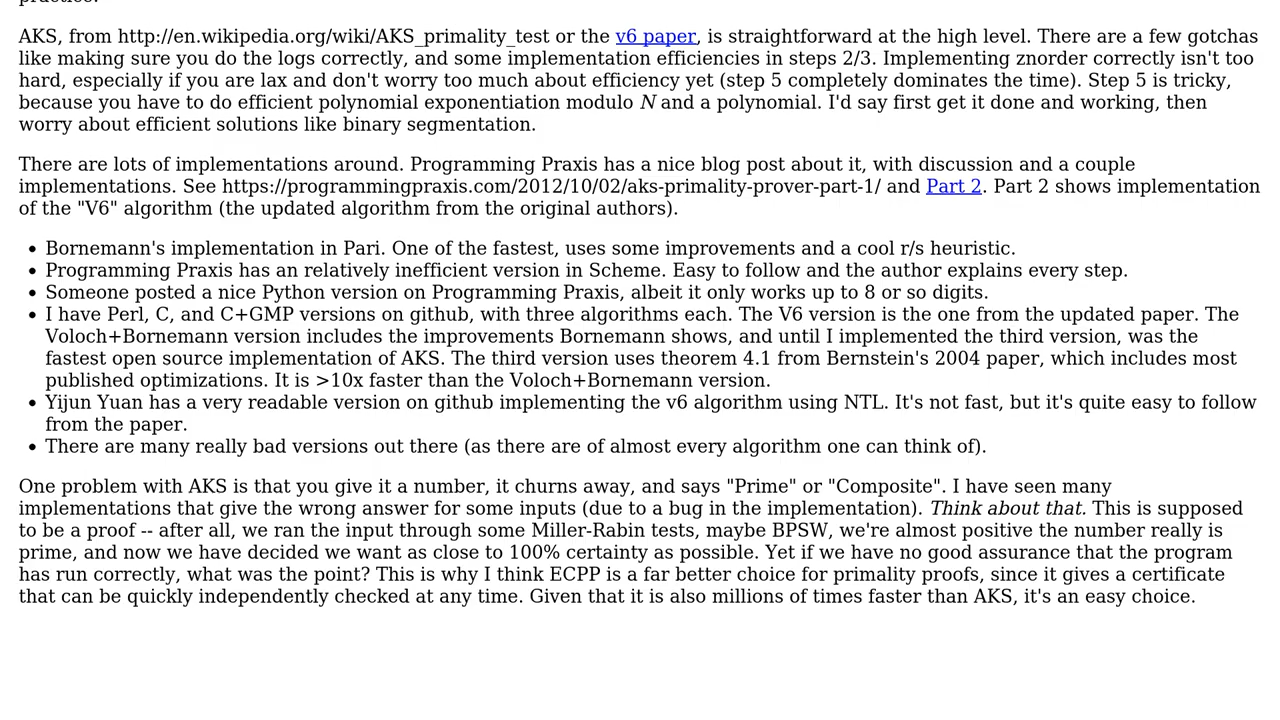 practice.
AKS, from http://en.wikipedia.org/wiki/AKS_primality_test or the v6 paper, is straightforward at the high level. There are a few gotchas
like making sure you do the logs correctly, and some implementation efficiencies in steps 2/3. Implementing znorder correctly isn't too
hard, especially if you are lax and don't worry too much about efficiency yet (step 5 completely dominates the time). Step 5 is tricky,
because you have to do efficient polynomial exponentiation modulo N and a polynomial. I'd say first get it done and working, then
worry about efficient solutions like binary segmentation.
There are lots of implementations around. Programming Praxis has a nice blog post about it, with discussion and a couple
implementations. See https://programmingpraxis.com/2012/10/02/aks-primality-prover-part-1/ and Part 2. Part 2 shows implementation
of the "V6" algorithm (the updated algorithm from the original authors).
• Bornemann's implementation in Pari. One of the fastest, uses some improvements and a cool r/s heuristic.
• Programming Praxis has an relatively inefficient version in Scheme. Easy to follow and the author explains every step.
• Someone posted a nice Python version on Programming Praxis, albeit it only works up to 8 or so digits.
• I have Perl, C, and C+GMP versions on github, with three algorithms each. The V6 version is the one from the updated paper. The
Voloch+Bornemann version includes the improvements Bornemann shows, and until I implemented the third version, was the
fastest open source implementation of AKS. The third version uses theorem 4.1 from Bernstein's 2004 paper, which includes most
published optimizations. It is >10x faster than the Voloch+Bornemann version.
• Yijun Yuan has a very readable version on github implementing the v6 algorithm using NTL. It's not fast, but it's quite easy to follow
from the paper.
• There are many really bad versions out there (as there are of almost every algorithm one can think of).
One problem with AKS is that you give it a number, it churns away, and says "Prime" or "Composite". I have seen many
implementations that give the wrong answer for some inputs (due to a bug in the implementation). Think about that. This is supposed
to be a proof -- after all, we ran the input through some Miller-Rabin tests, maybe BPSW, we're almost positive the number really is
prime, and now we have decided we want as close to 100% certainty as possible. Yet if we have no good assurance that the program
has run correctly, what was the point? This is why I think ECPP is a far better choice for primality proofs, since it gives a certificate
that can be quickly independently checked at any time. Given that it is also millions of times faster than AKS, it's an easy choice.